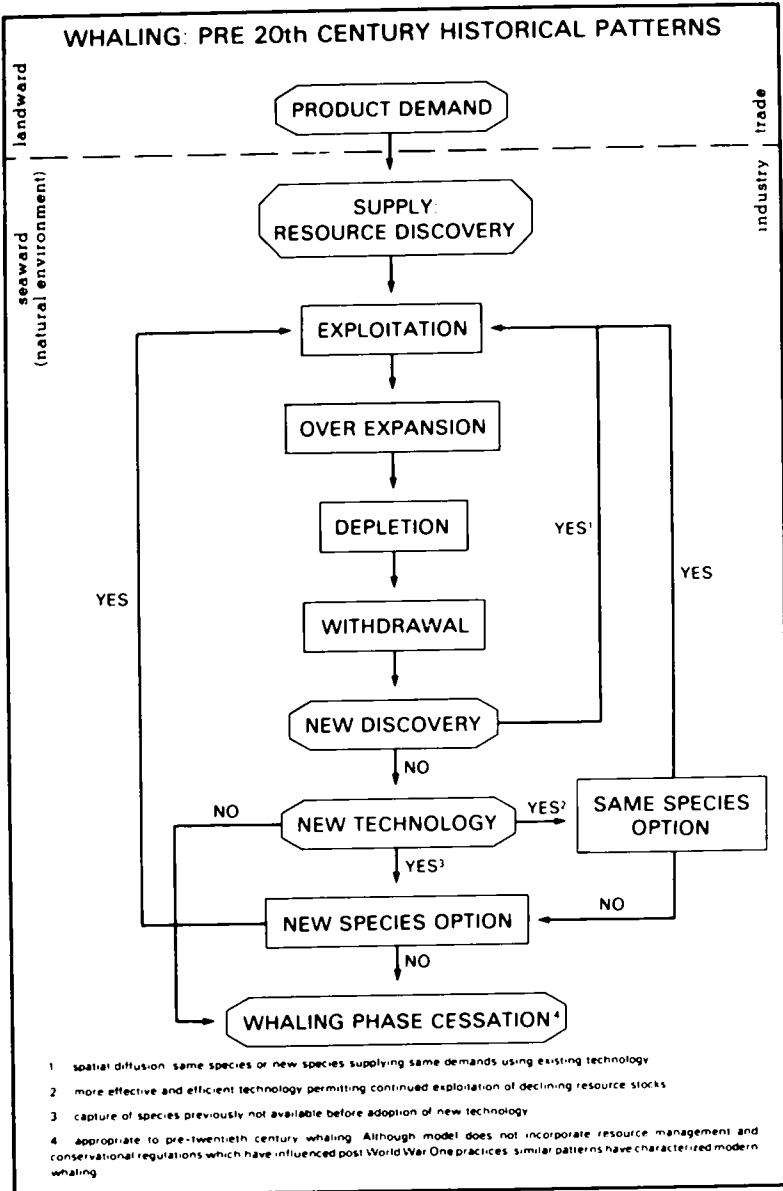 WHALING: PRE 20th CENTURY HISTORICAL PATTERNS
landward
trade
PRODUCT DEMAND
seaward
(natural environment)
industry
SUPPLY:
RESOURCE DISCOVERY
EXPLOITATION
OVER EXPANSION
DEPLETION
YES¹
YES
YES
WITHDRAWAL
NEW DISCOVERY
NO
NO
NEW TECHNOLOGY
YES²
SAME SPECIES
OPTION
YES³
NEW SPECIES OPTION
NO
NO
WHALING PHASE CESSATION⁴
1 spatial diffusion same species or new species supplying same demands using existing technology
2 more effective and efficient technology permitting continued exploitation of declining resource stocks
3 capture of species previously not available before adoption of new technology
4 appropriate to pre-twentieth century whaling Although model does not incorporate resource management and
conservational regulations which have influenced post World War One practices similar patterns have characterized modern
whaling